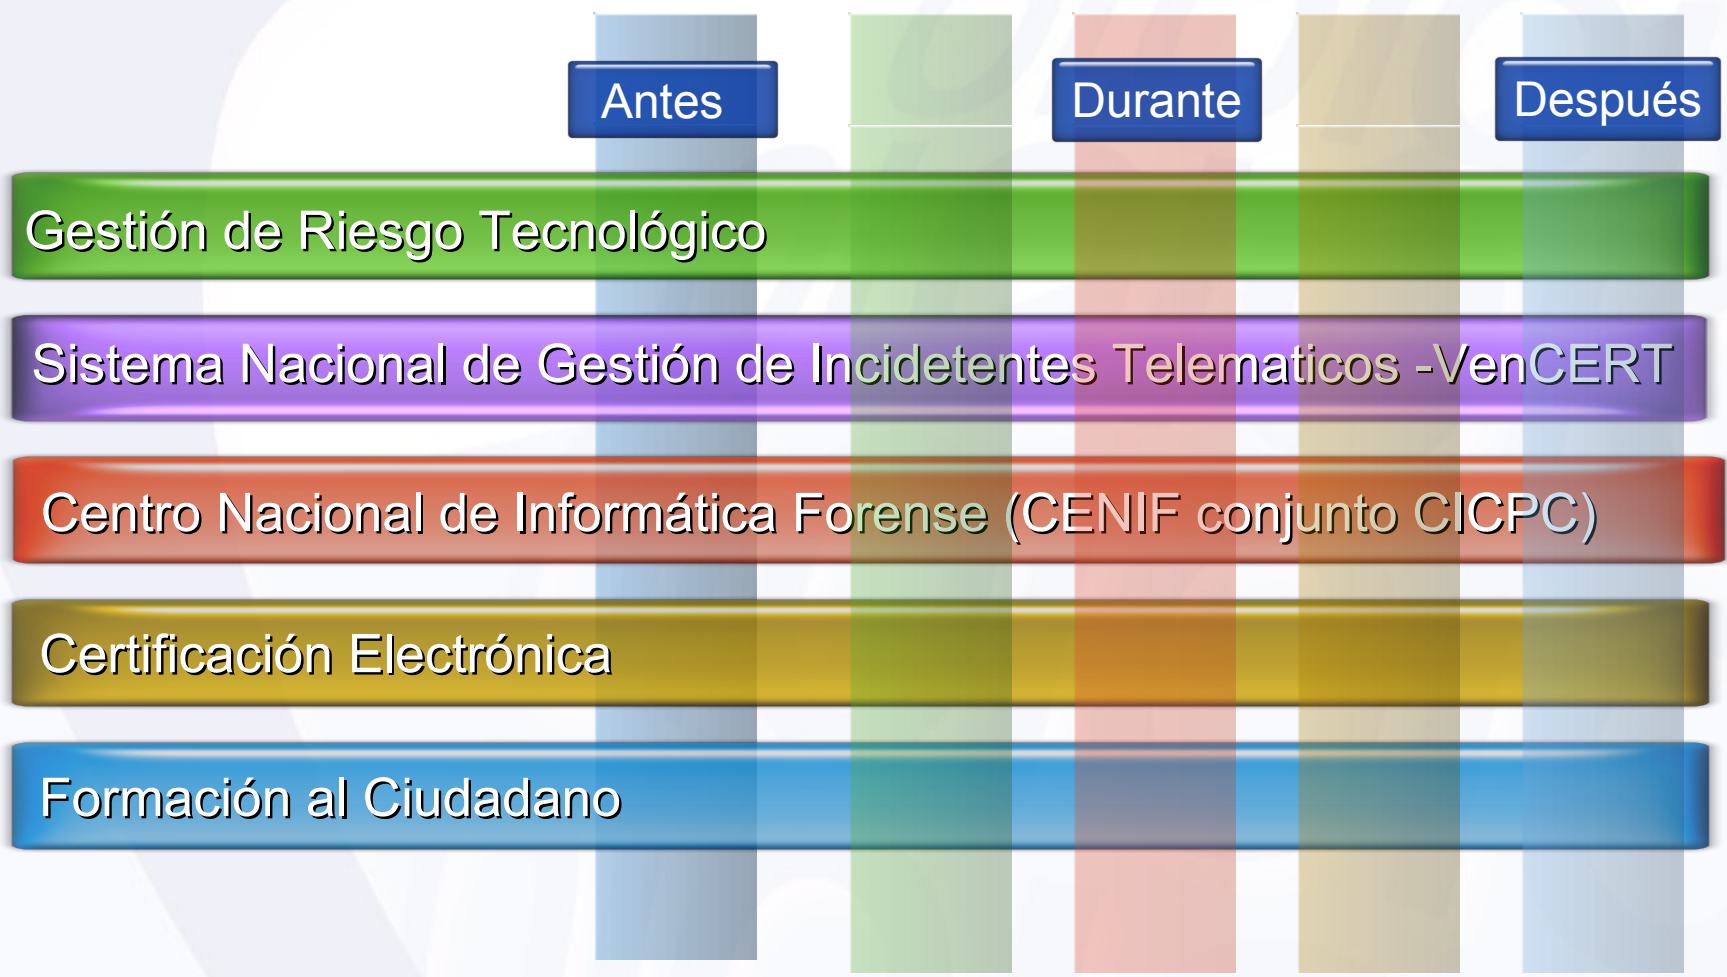 Antes
Durante
Después
Gestión de Riesgo Tecnológico
Sistema Nacional de Gestión de Incidetentes Telematicos -VenCERT
Centro Nacional de Informática Forense (CENIF conjunto CICPC)
Certificación Electrónica
Formación al Ciudadano